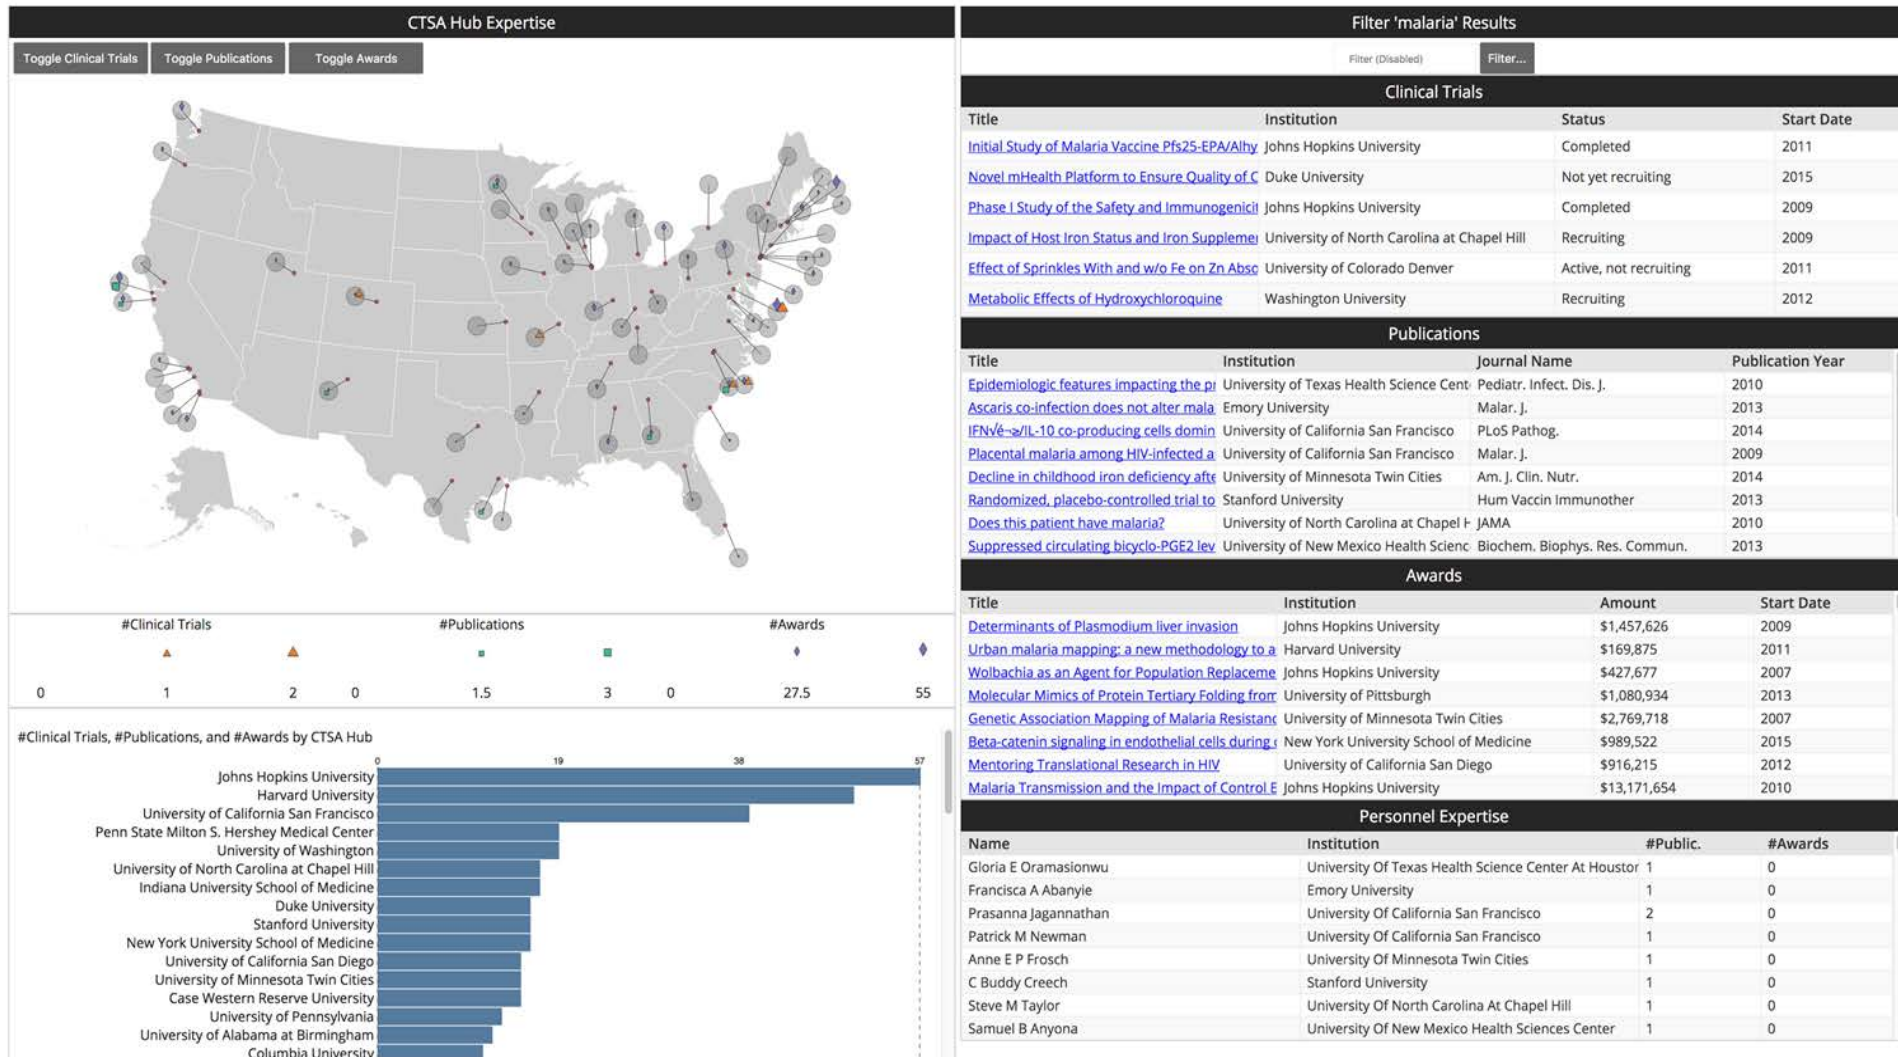 CTSA Hub Expertise
Toggle Clinical Trials Toggle Publications Toggle Awards
#Clinical Trials #Publications #Awards
0 1 2 0 1.5 3 0 27.5 55
#Clinical Trials, #Publications, and #Awards by CTSA Hub
0 19 38 57
Johns Hopkins University
Harvard University
University of California San Francisco
Penn State Milton S. Hershey Medical Center
University of Washington
University of North Carolina at Chapel Hill
Indiana University School of Medicine
Duke University
Stanford University
New York University School of Medicine
University of California San Diego
University of Minnesota Twin Cities
Case Western Reserve University
University of Pennsylvania
University of Alabama at Birmingham
Columbia University
Filter 'malaria' Results
Filter (Disabled) Filter...
Clinical Trials
Title Institution Status Start Date
Initial Study of Malaria Vaccine Pfs25-EPA/Alhy Johns Hopkins University Completed 2011
Novel mHealth Platform to Ensure Quality of C Duke University Not yet recruiting 2015
Phase I Study of the Safety and Immunogenicit Johns Hopkins University Completed 2009
Impact of Host Iron Status and Iron Supplemei University of North Carolina at Chapel Hill Recruiting 2009
Effect of Sprinkles With and w/o Fe on Zn Abso University of Colorado Denver Active, not recruiting 2011
Metabolic Effects of Hydroxychloroquine Washington University Recruiting 2012
Publications
Title Institution Journal Name Publication Year
Epidemiologic features impacting the pr University of Texas Health Science Cent Pediatr. Infect. Dis. J. 2010
Ascaris co-infection does not alter mala Emory University Malar. J. 2013
IFN√é¬≥/IL-10 co-producing cells domin University of California San Francisco PLoS Pathog. 2014
Placental malaria among HIV-infected a University of California San Francisco Malar. J. 2009
Decline in childhood iron deficiency afte University of Minnesota Twin Cities Am. J. Clin. Nutr. 2014
Randomized, placebo-controlled trial to Stanford University Hum Vaccin Immunother 2013
Does this patient have malaria? University of North Carolina at Chapel H JAMA 2010
Suppressed circulating bicyclo-PGE2 lev University of New Mexico Health Scienc Biochem. Biophys. Res. Commun. 2013
Awards
Title Institution Amount Start Date
Determinants of Plasmodium liver invasion Johns Hopkins University $1,457,626 2009
Urban malaria mapping: a new methodology to a Harvard University $169,875 2011
Wolbachia as an Agent for Population Replaceme Johns Hopkins University $427,677 2007
Molecular Mimics of Protein Tertiary Folding from University of Pittsburgh $1,080,934 2013
Genetic Association Mapping of Malaria Resistanc University of Minnesota Twin Cities $2,769,718 2007
Beta-catenin signaling in endothelial cells during c New York University School of Medicine $989,522 2015
Mentoring Translational Research in HIV University of California San Diego $916,215 2012
Malaria Transmission and the Impact of Control E Johns Hopkins University $13,171,654 2010
Personnel Expertise
Name Institution #Public. #Awards
Gloria E Oramasionwu University Of Texas Health Science Center At Houston 1 0
Francisca A Abanyie Emory University 1 0
Prasanna Jagannathan University Of California San Francisco 2 0
Patrick M Newman University Of California San Francisco 1 0
Anne E P Frosch University Of Minnesota Twin Cities 1 0
C Buddy Creech Stanford University 1 0
Steve M Taylor University Of North Carolina At Chapel Hill 1 0
Samuel B Anyona University Of New Mexico Health Sciences Center 1 0